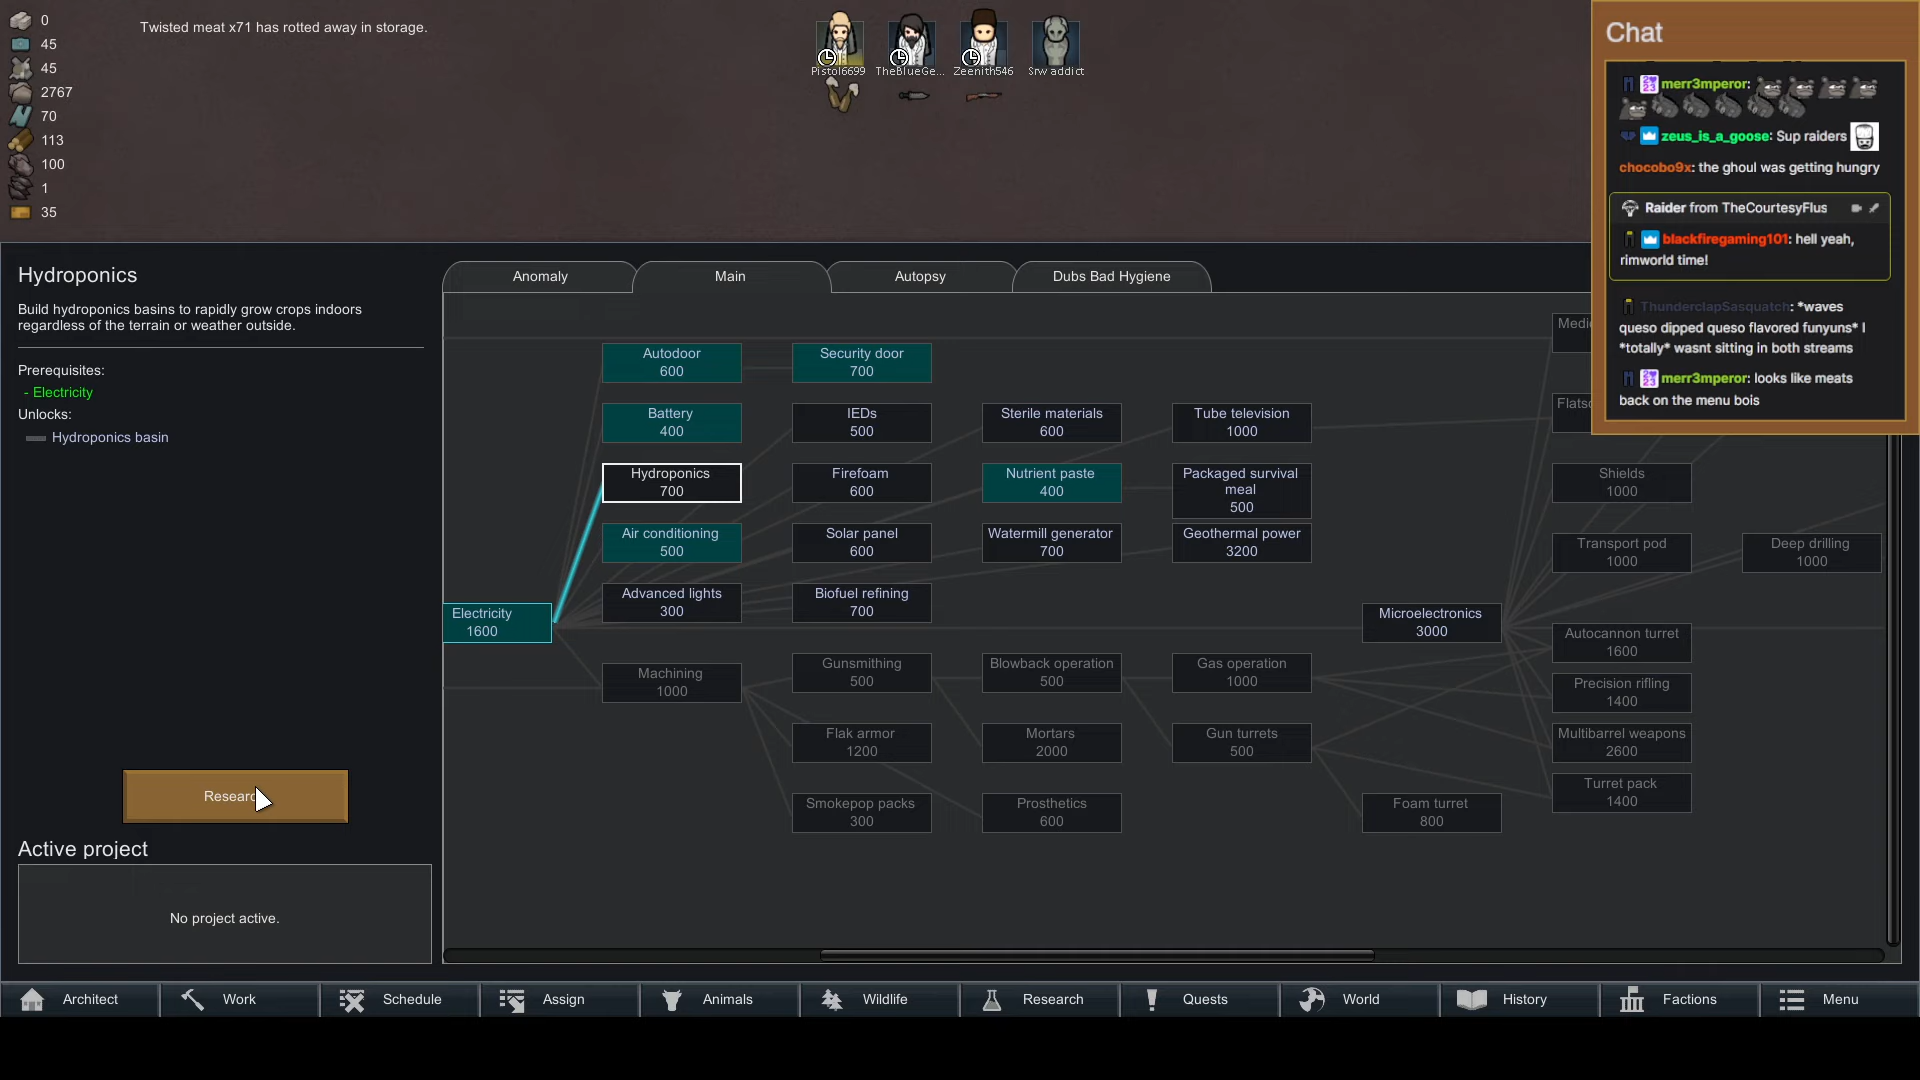 0
45
45
2767
70
113
100
1
35
Twisted meat x71 has rotted away in storage.
Pistol6699
TheBlueGe...
Zeenith546
Srw addict
Chat
merr3mperor:
zeus_is_a_goose: Sup raiders
chocobo9x: the ghoul was getting hungry
Raider from TheCourtesyFlus
blackfiregaming101: hell yeah,
rimworld time!
ThunderclapSasquatch: *waves
queso dipped queso flavored funyuns* I
*totally* wasnt sitting in both streams
merr3mperor: looks like meats
back on the menu bois
Hydroponics
Build hydroponics basins to rapidly grow crops indoors
regardless of the terrain or weather outside.
Prerequisites:
- Electricity
Unlocks:
Hydroponics basin
Research
Active project
No project active.
Anomaly
Main
Autopsy
Dubs Bad Hygiene
Autodoor
600
Security door
700
Battery
400
IEDs
500
Sterile materials
600
Tube television
1000
Hydroponics
700
Firefoam
600
Nutrient paste
400
Packaged survival
meal
500
Air conditioning
500
Solar panel
600
Watermill generator
700
Geothermal power
3200
Advanced lights
300
Biofuel refining
700
Electricity
1600
Microelectronics
3000
Machining
1000
Gunsmithing
500
Blowback operation
500
Gas operation
1000
Flak armor
1200
Mortars
2000
Gun turrets
500
Smokepop packs
300
Prosthetics
600
Foam turret
800
Medic
Flatsc
Shields
1000
Transport pod
1000
Deep drilling
1000
Autocannon turret
1600
Precision rifling
1400
Multibarrel weapons
2600
Turret pack
1400
Architect
Work
Schedule
Assign
Animals
Wildlife
Research
Quests
World
History
Factions
Menu